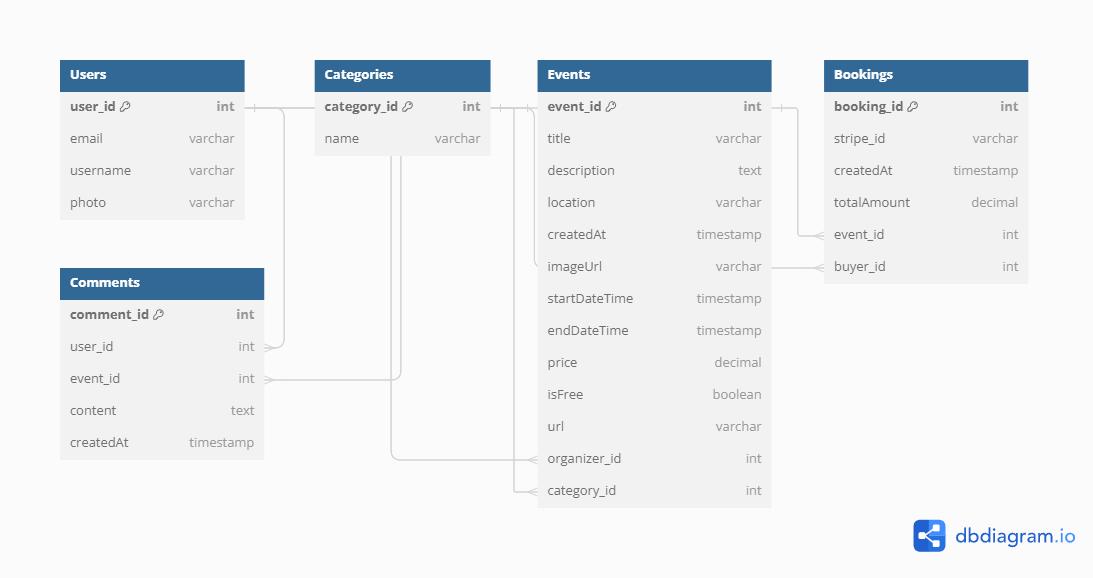 Users
user_id int
email varchar
username varchar
photo varchar
Comments
comment_id int
user_id int
event_id int
content text
createdAt timestamp
Categories
category_id int
name varchar
Events
event_id int
title varchar
description text
location varchar
createdAt timestamp
imageUrl varchar
startDateTime timestamp
endDateTime timestamp
price decimal
isFree boolean
url varchar
organizer_id int
category_id int
Bookings
booking_id int
stripe_id varchar
createdAt timestamp
totalAmount decimal
event_id int
buyer_id int
dbdiagram.io